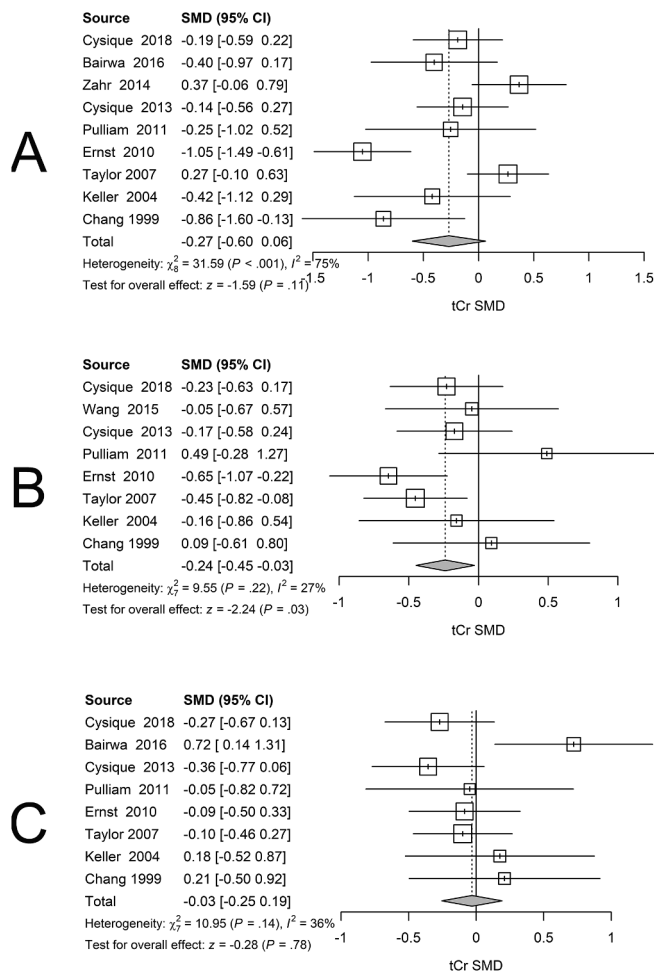 A
Source SMD (95% CI)
Cysique 2018 -0.19 [-0.59 0.22]
Bairwa 2016 -0.40 [-0.97 0.17]
Zahr 2014 0.37 [-0.06 0.79]
Cysique 2013 -0.14 [-0.56 0.27]
Pulliam 2011 -0.25 [-1.02 0.52]
Ernst 2010 -1.05 [-1.49 -0.61]
Taylor 2007 0.27 [-0.10 0.63]
Keller 2004 -0.42 [-1.12 0.29]
Chang 1999 -0.86 [-1.60 -0.13]
Total -0.27 [-0.60 0.06]
Heterogeneity: χ²₈ = 31.59 (P < .001), I² = 75%
Test for overall effect: z = -1.59 (P = .11)
-1.5 -1 -0.5 0 0.5 1 1.5
tCr SMD
B
Source SMD (95% CI)
Cysique 2018 -0.23 [-0.63 0.17]
Wang 2015 -0.05 [-0.67 0.57]
Cysique 2013 -0.17 [-0.58 0.24]
Pulliam 2011 0.49 [-0.28 1.27]
Ernst 2010 -0.65 [-1.07 -0.22]
Taylor 2007 -0.45 [-0.82 -0.08]
Keller 2004 -0.16 [-0.86 0.54]
Chang 1999 0.09 [-0.61 0.80]
Total -0.24 [-0.45 -0.03]
Heterogeneity: χ²₇ = 9.55 (P = .22), I² = 27%
Test for overall effect: z = -2.24 (P = .03)
-1 -0.5 0 0.5 1
tCr SMD
C
Source SMD (95% CI)
Cysique 2018 -0.27 [-0.67 0.13]
Bairwa 2016 0.72 [ 0.14 1.31]
Cysique 2013 -0.36 [-0.77 0.06]
Pulliam 2011 -0.05 [-0.82 0.72]
Ernst 2010 -0.09 [-0.50 0.33]
Taylor 2007 -0.10 [-0.46 0.27]
Keller 2004 0.18 [-0.52 0.87]
Chang 1999 0.21 [-0.50 0.92]
Total -0.03 [-0.25 0.19]
Heterogeneity: χ²₇ = 10.95 (P = .14), I² = 36%
Test for overall effect: z = -0.28 (P = .78)
-1 -0.5 0 0.5 1
tCr SMD